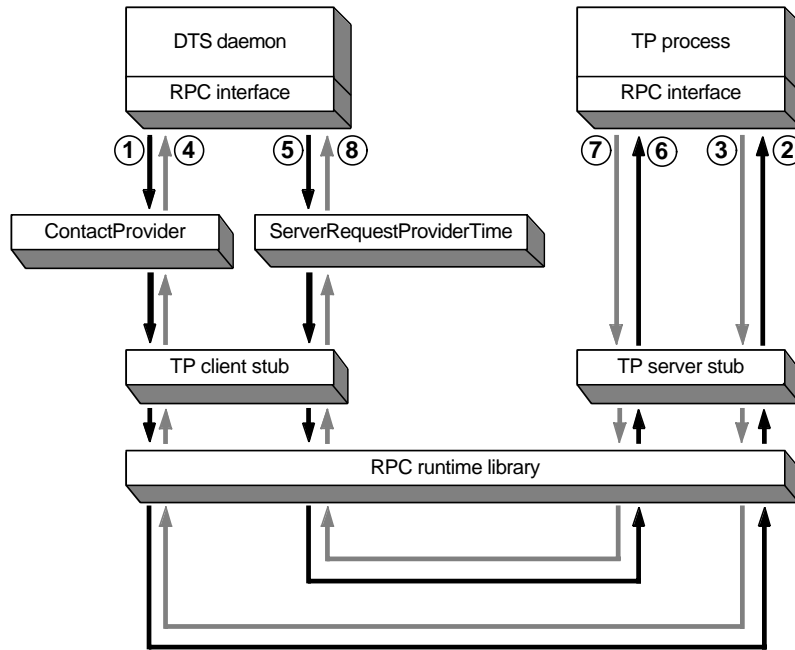 DTS daemon
TP process
RPC interface
RPC interface
1 4 5 8 7 6 3 2
ContactProvider
ServerRequestProviderTime
TP client stub
TP server stub
RPC runtime library